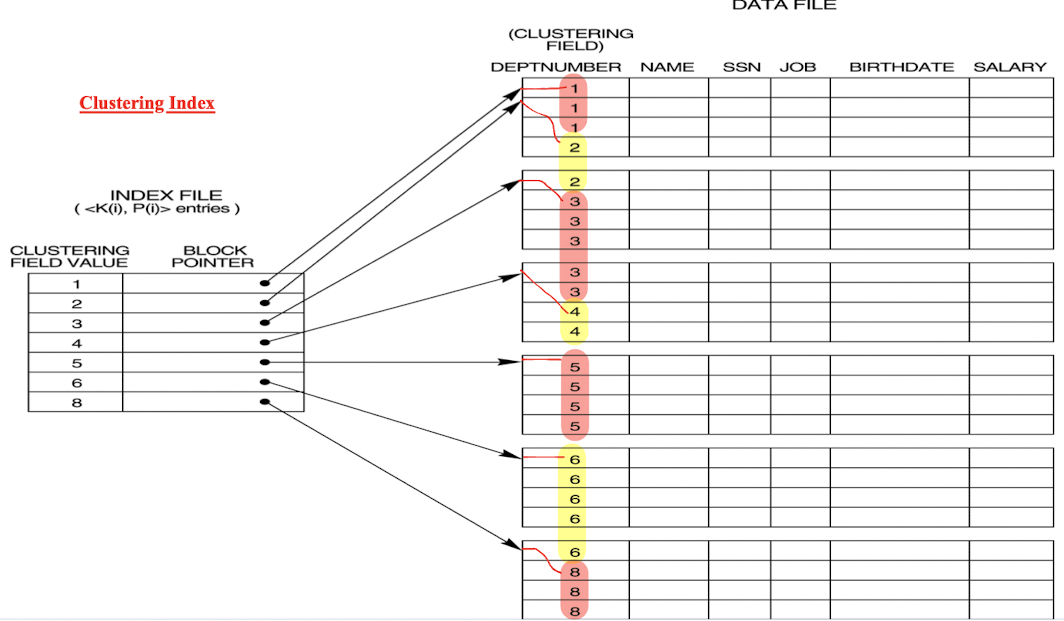 DATA FILE
(CLUSTERING
FIELD)
DEPTNUMBER NAME SSN JOB BIRTHDATE SALARY
Clustering Index
INDEX FILE
( <K(i), P(i)> entries )
CLUSTERING
FIELD VALUE
BLOCK
POINTER
1
2
3
4
5
6
8
1
1
1
2
2
3
3
3
3
3
4
4
5
5
5
5
6
6
6
6
6
8
8
8